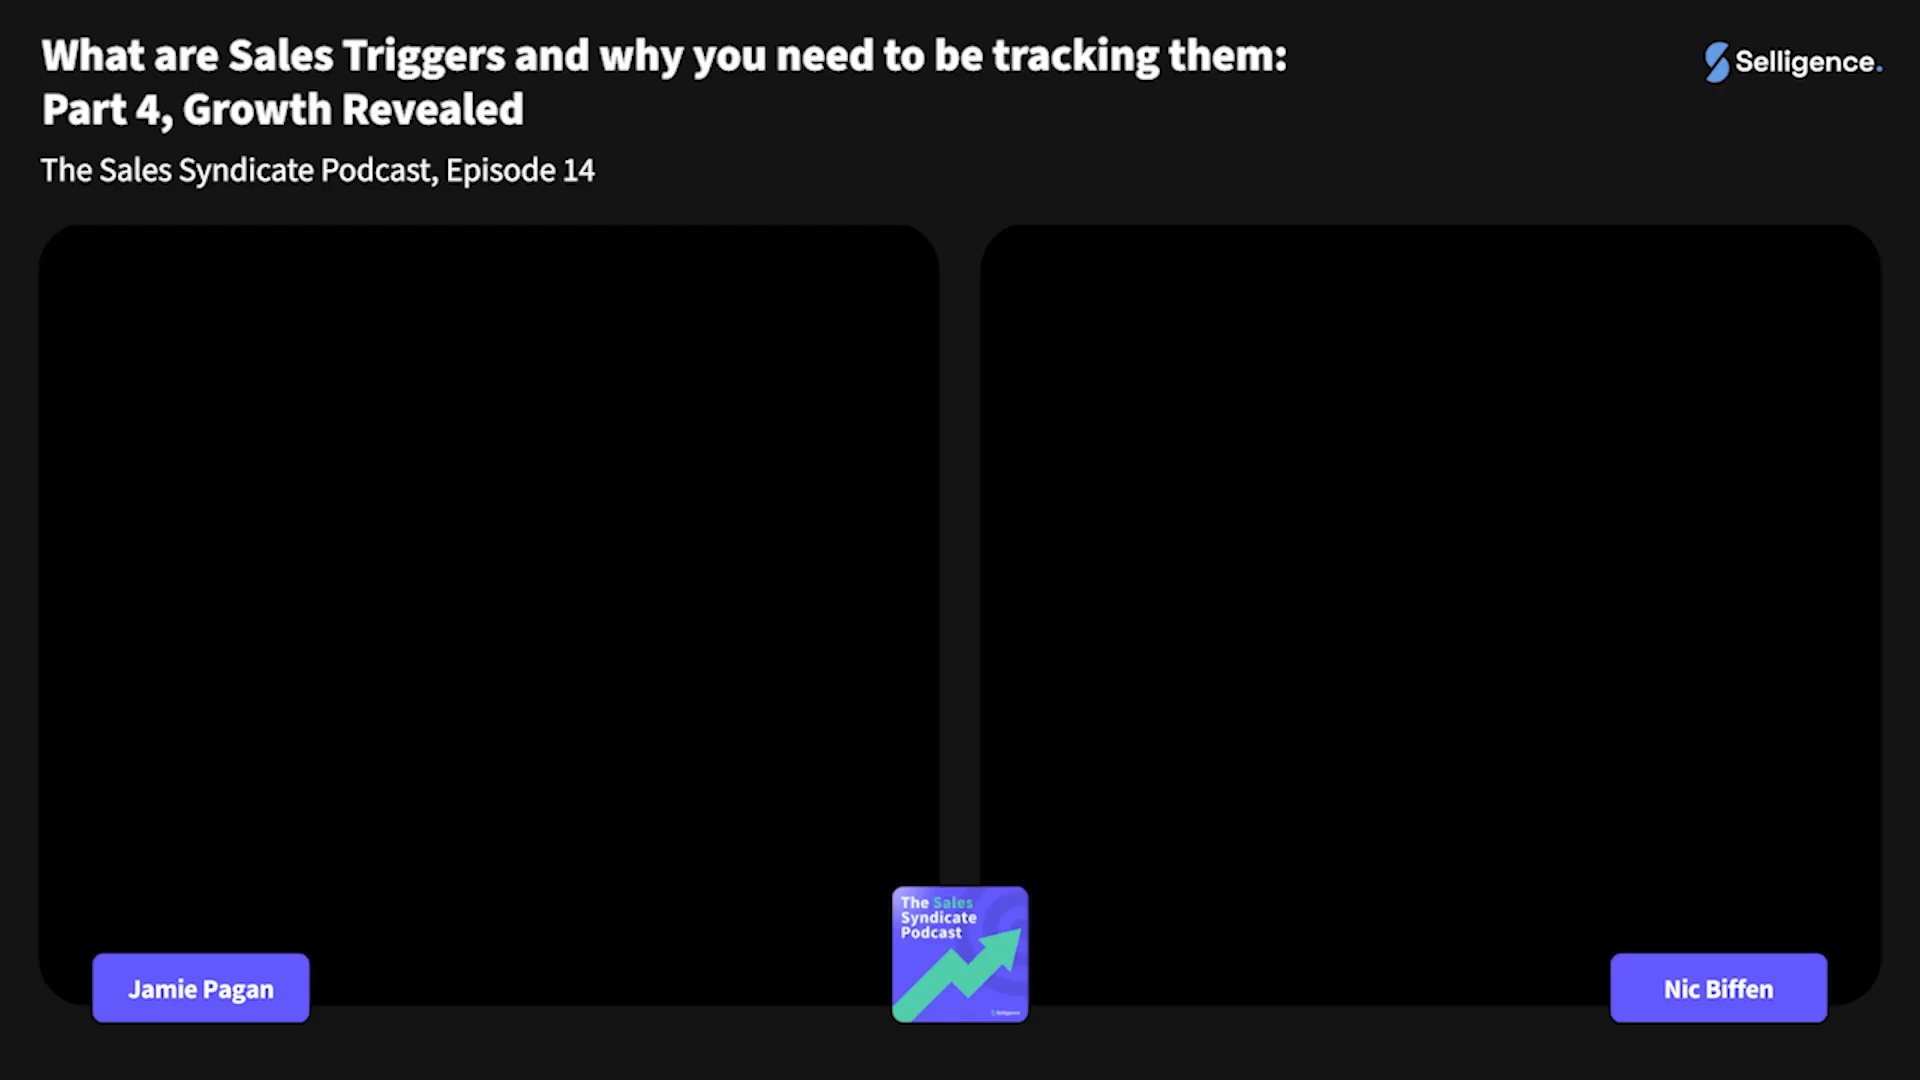 What are Sales Triggers and why you need to be tracking them:
Part 4, Growth Revealed
Selligence.
The Sales Syndicate Podcast, Episode 14
The Sales
Syndicate
Podcast
Selligence
Jamie Pagan
Nic Biffen